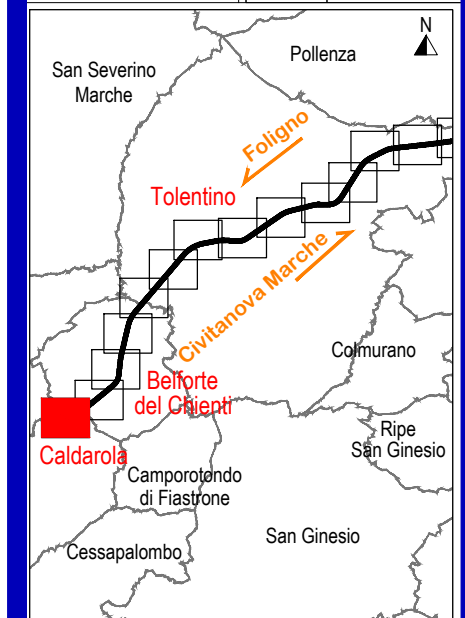 N
Pollenza
San Severino
Marche
Foligno
Tolentino
Civitanova Marche
Colmurano
Belforte
del Chienti
Ripe
San Ginesio
Caldarola
Camporotondo
di Fiastrone
San Ginesio
Cessapalombo